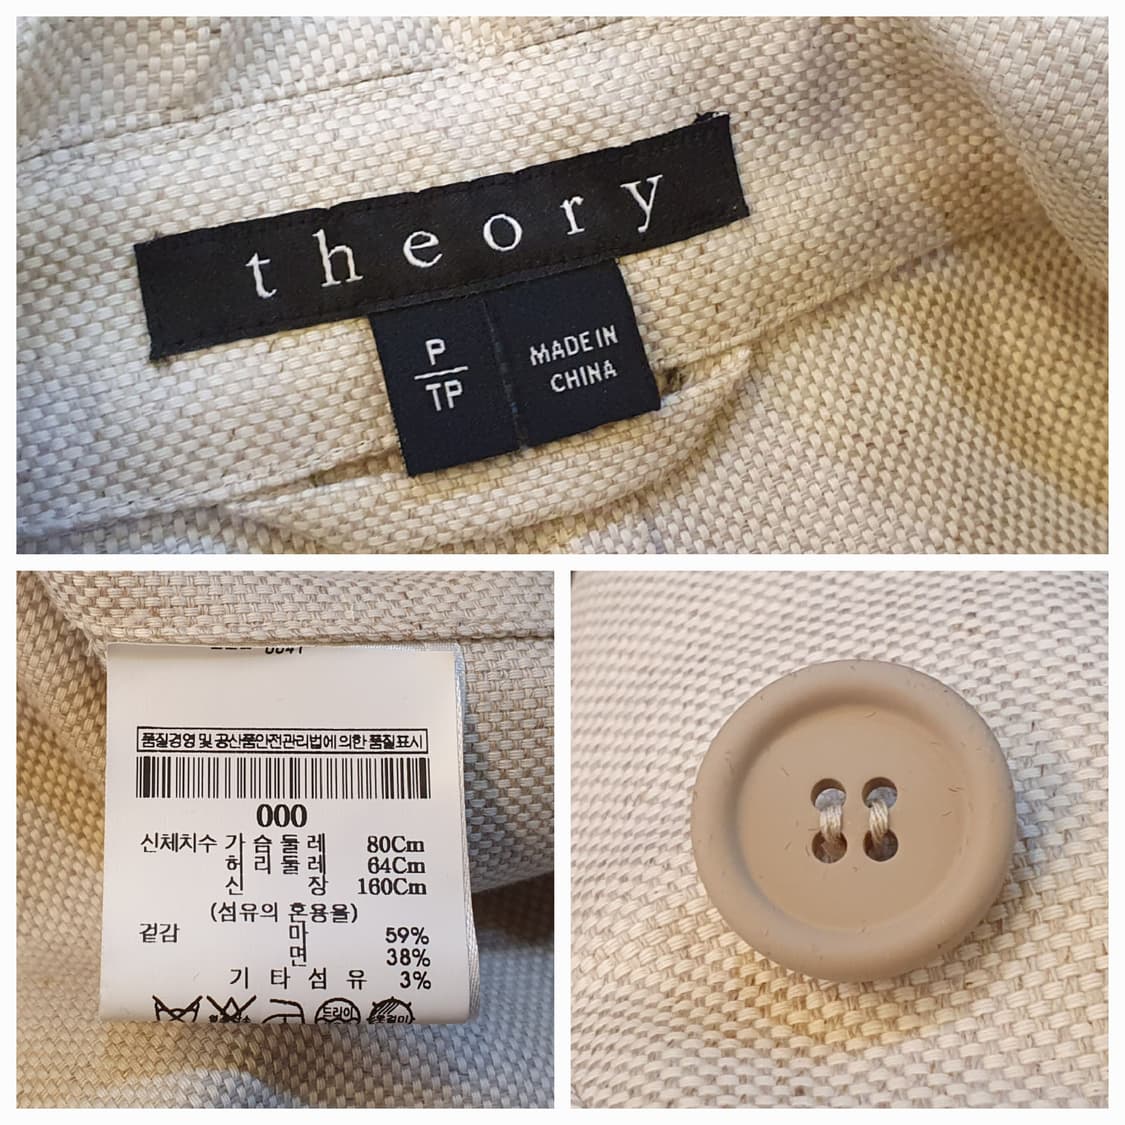 theory
P
TP
MADE IN
CHINA
품질경영 및 공산품안전관리법에 의한 품질표시
000
신체치수 가슴둘레 80Cm
허리둘레 64Cm
신장 160Cm
(섬유의 혼용율)
겉감 마 59%
면 38%
기타섬유 3%
드라이